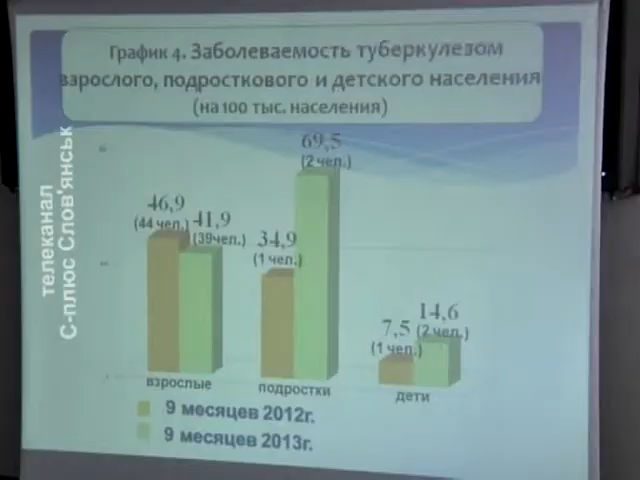 График 4. Заболеваемость туберкулезом
взрослого, подросткового и детского населения
(на 100 тыс. населения)
телеканал
С-плюс Слов'янськ
69,5
(2 чел.)
46,9
(44 чел.)
41,9
(39чел.)
34,9
(1 чел.)
14,6
(2 чел.)
7,5
(1 чел.)
взрослые
подростки
дети
9 месяцев 2012г.
9 месяцев 2013г.